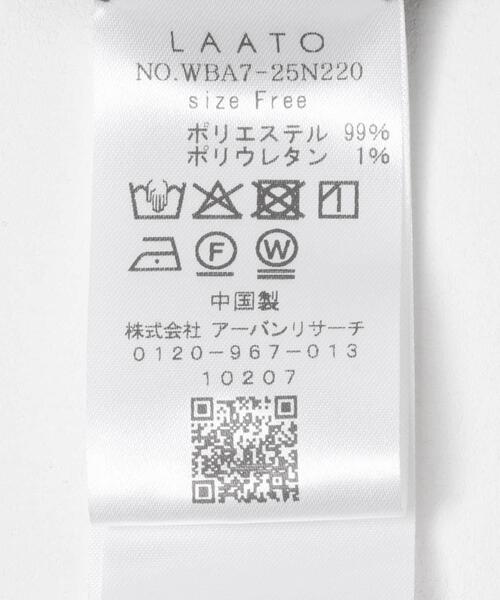 LAATO
NO.WBA7-25N220
size Free
ポリエステル 99%
ポリウレタン 1%
F W
中国製
株式会社 アーバンリサーチ
0120-967-013
10207